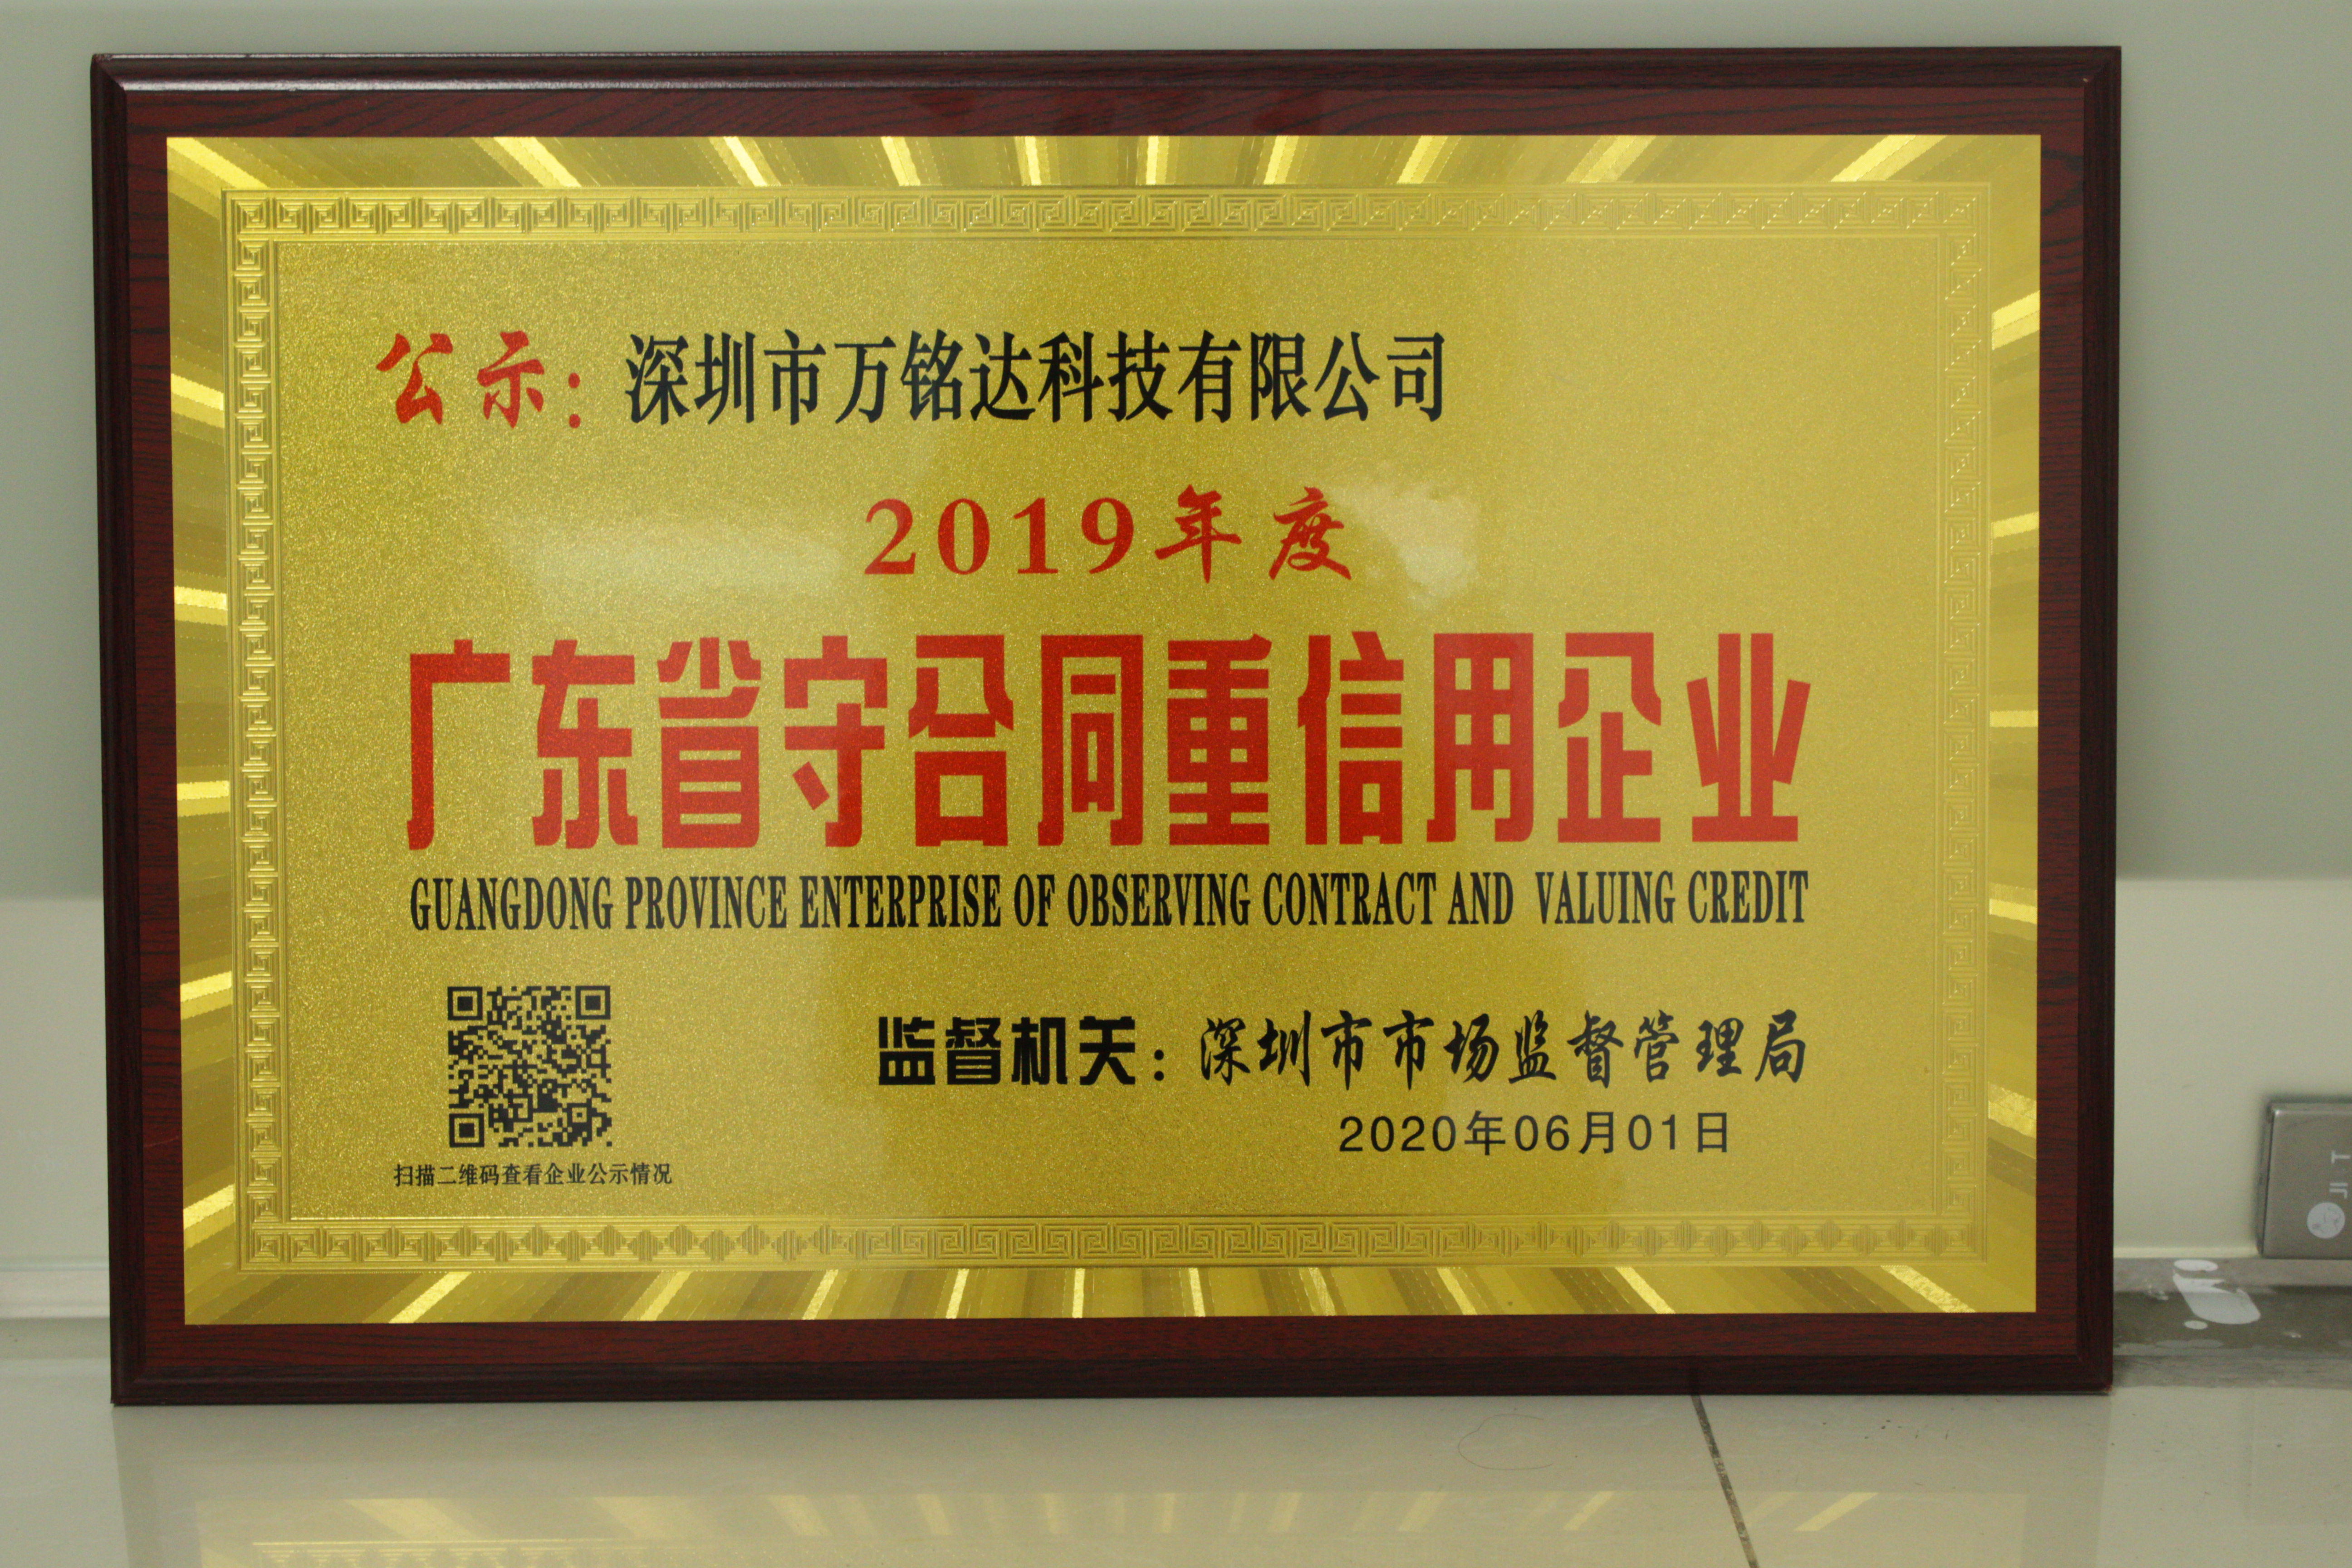 公示：深圳市万铭达科技有限公司
2019年度
广东省守合同重信用企业
GUANGDONG PROVINCE ENTERPRISE OF OBSERVING CONTRACT AND VALUING CREDIT
监督机关：深圳市市场监督管理局
2020年06月01日
扫描二维码查看企业公示情况